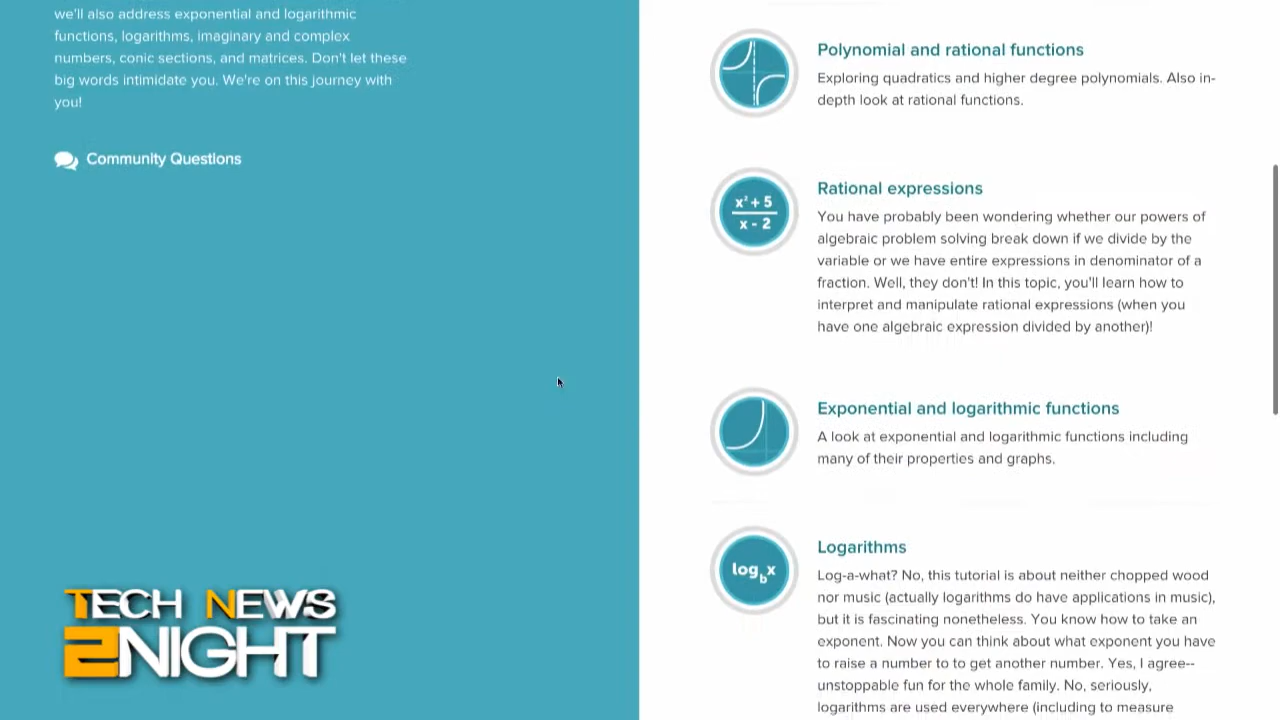 we'll also address exponential and logarithmic
functions, logarithms, imaginary and complex
numbers, conic sections, and matrices. Don't let these
big words intimidate you. We're on this journey with
you!
Community Questions
TECH NEWS
2NIGHT
Polynomial and rational functions
Exploring quadratics and higher degree polynomials. Also in-
depth look at rational functions.
x² + 5
x - 2
Rational expressions
You have probably been wondering whether our powers of
algebraic problem solving break down if we divide by the
variable or we have entire expressions in denominator of a
fraction. Well, they don't! In this topic, you'll learn how to
interpret and manipulate rational expressions (when you
have one algebraic expression divided by another)!
Exponential and logarithmic functions
A look at exponential and logarithmic functions including
many of their properties and graphs.
log_b x
Logarithms
Log-a-what? No, this tutorial is about neither chopped wood
nor music (actually logarithms do have applications in music),
but it is fascinating nonetheless. You know how to take an
exponent. Now you can think about what exponent you have
to raise a number to to get another number. Yes, I agree--
unstoppable fun for the whole family. No, seriously,
logarithms are used everywhere (including to measure